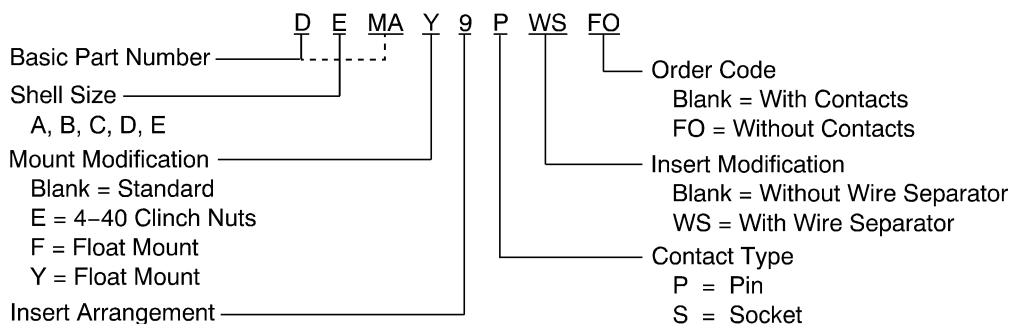 D E MA Y 9 P WS FO
Basic Part Number
Shell Size
A, B, C, D, E
Mount Modification
Blank = Standard
E = 4–40 Clinch Nuts
F = Float Mount
Y = Float Mount
Insert Arrangement
Order Code
Blank = With Contacts
FO = Without Contacts
Insert Modification
Blank = Without Wire Separator
WS = With Wire Separator
Contact Type
P = Pin
S = Socket